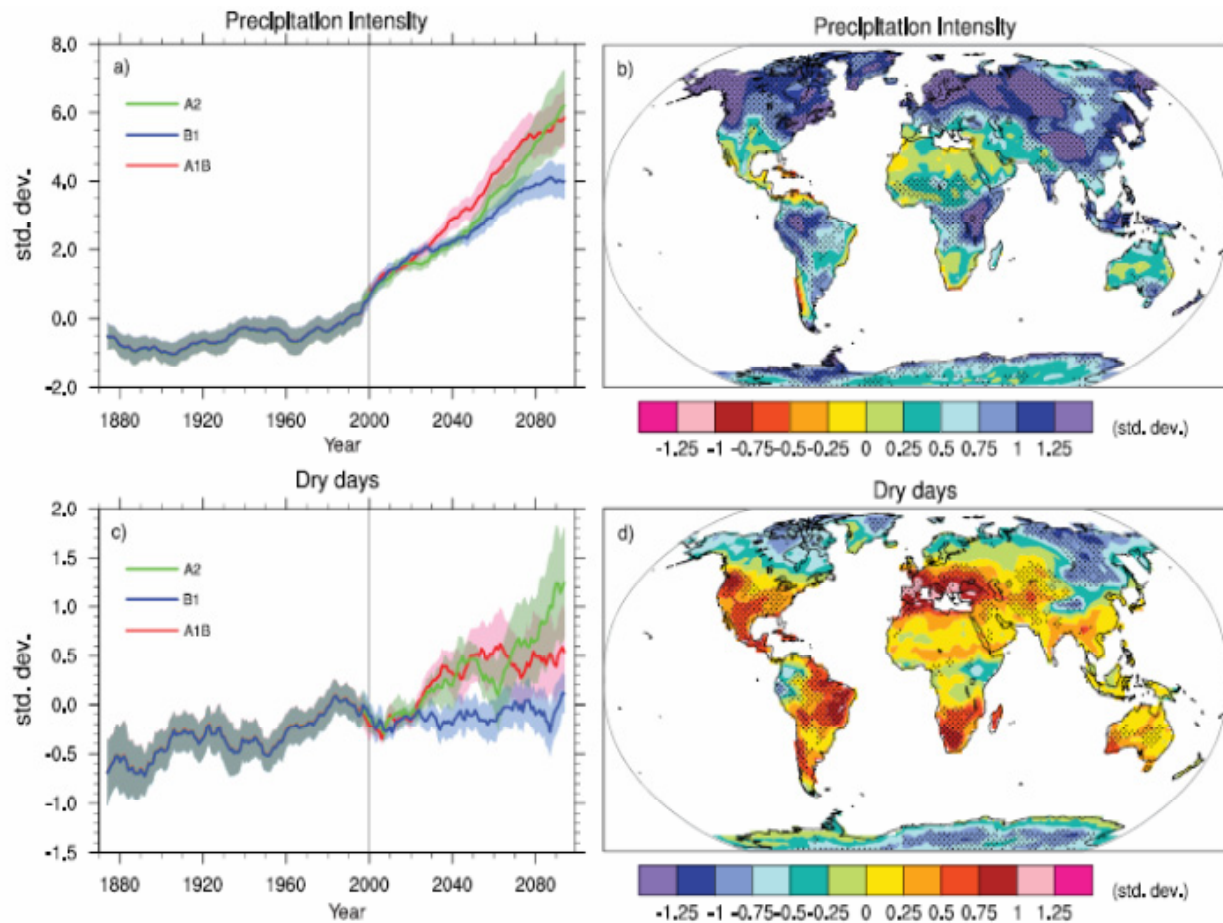 Precipitation Intensity
a)
A2
B1
A1B
8.0
6.0
4.0
2.0
0.0
-2.0
std. dev.
1880 1920 1960 2000 2040 2080
Year
Precipitation Intensity
b)
-1.25 -1 -0.75 -0.5 -0.25 0 0.25 0.5 0.75 1 1.25
(std. dev.)
Dry days
c)
A2
B1
A1B
2.0
1.5
1.0
0.5
0.0
-0.5
-1.0
-1.5
std. dev.
1880 1920 1960 2000 2040 2080
Year
Dry days
d)
-1.25 -1 -0.75 -0.5 -0.25 0 0.25 0.5 0.75 1 1.25
(std. dev.)